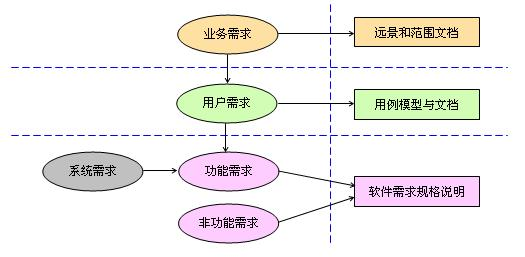 业务需求
远景和范围文档
用户需求
用例模型与文档
系统需求
功能需求
软件需求规格说明
非功能需求